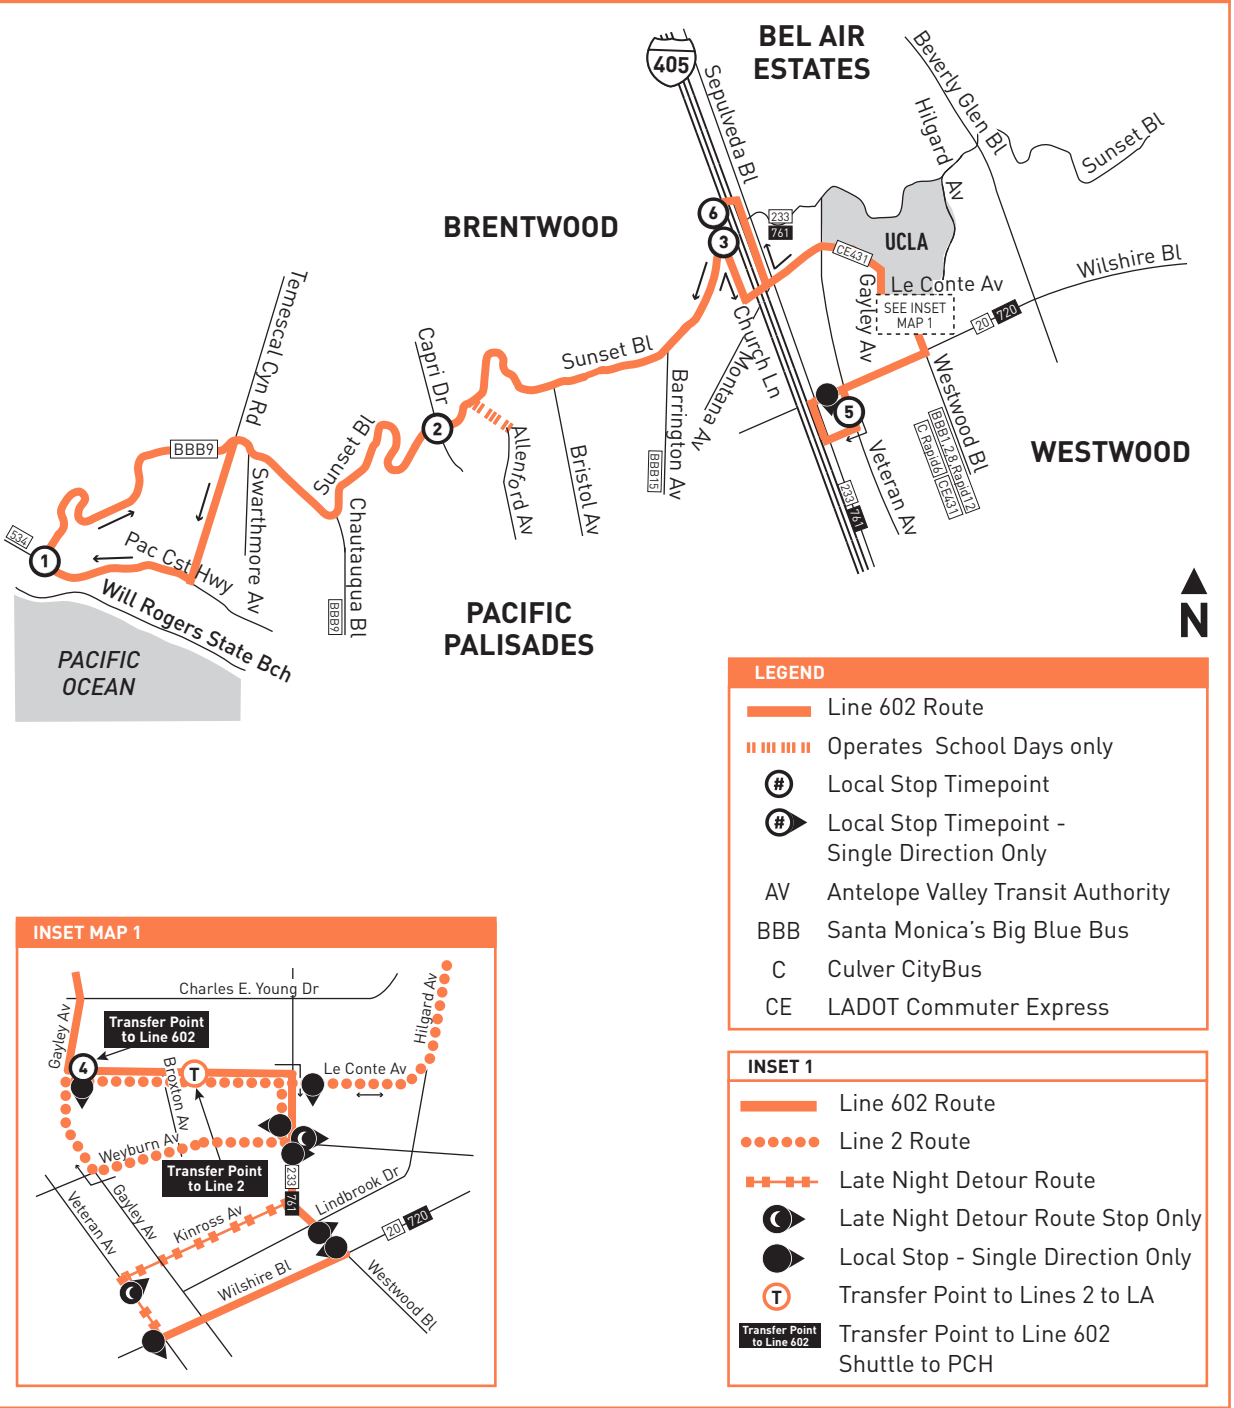 BEL AIR
ESTATES
405
Sepulveda Bl
Beverly Glen Bl
Hilgard
Av
Sunset Bl
BRENTWOOD
6
3
233
761
CE431
UCLA
Le Conte Av
Wilshire Bl
SEE INSET
MAP 1
20
720
Gayley Av
Temescal Cyn Rd
Capri Dr
Sunset Bl
Church Ln
Montana Av
Barrington Av
BBB15
5
Westwood Bl
BBB1,2,8,Rapid12
C Rapid6
CE431
WESTWOOD
2
Allenford Av
Bristol Av
Veteran Av
233
761
BBB9
Sunset Bl
Swarthmore Av
Chautauqua Bl
BBB9
534
1
Pac Cst Hwy
Will Rogers State Bch
PACIFIC
OCEAN
PACIFIC
PALISADES
N
LEGEND
Line 602 Route
Operates School Days only
# Local Stop Timepoint
# Local Stop Timepoint -
Single Direction Only
AV Antelope Valley Transit Authority
BBB Santa Monica's Big Blue Bus
C Culver CityBus
CE LADOT Commuter Express
INSET MAP 1
Charles E. Young Dr
Hilgard Av
Gayley Av
Transfer Point
to Line 602
4
Broxton Av
T
Le Conte Av
Weyburn Av
Transfer Point
to Line 2
233
761
Lindbrook Dr
Veteran Av
Gayley Av
Kinross Av
20
720
Wilshire Bl
Westwood Bl
INSET 1
Line 602 Route
Line 2 Route
Late Night Detour Route
Late Night Detour Route Stop Only
Local Stop - Single Direction Only
T Transfer Point to Lines 2 to LA
Transfer Point
to Line 602
Transfer Point to Line 602
Shuttle to PCH